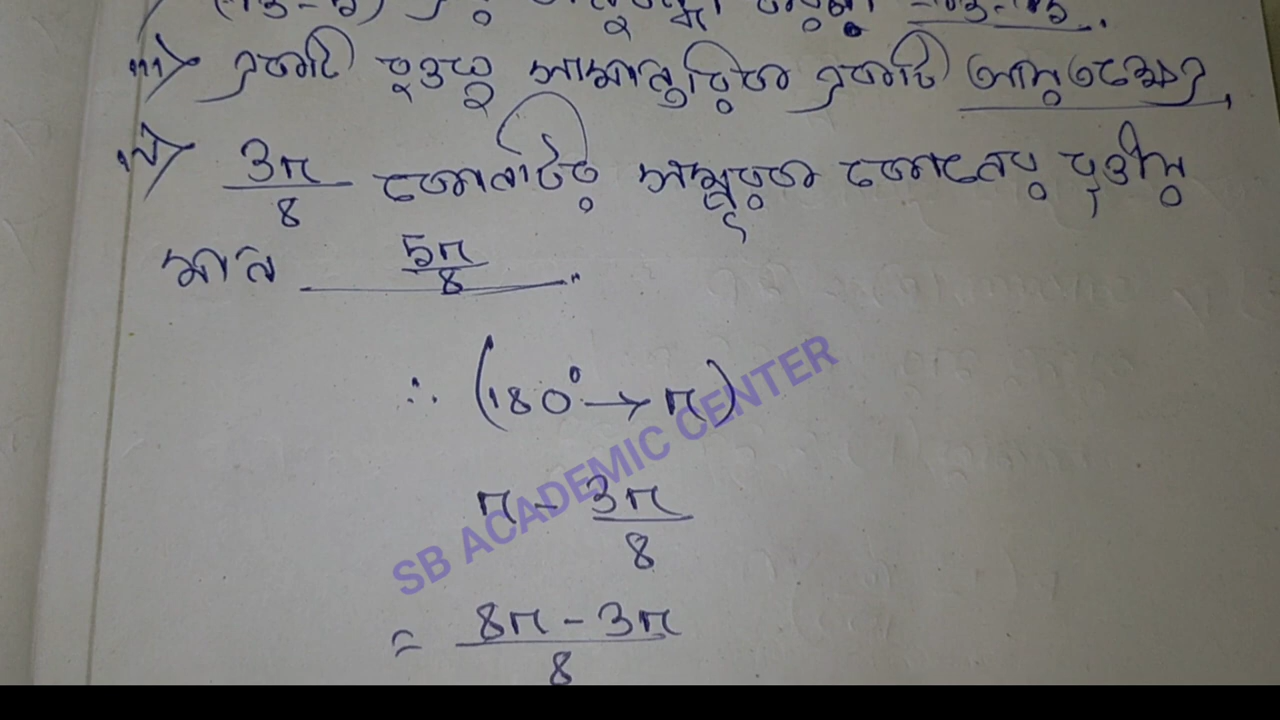 iii) একটি বৃত্তস্থ সামান্তরিক একটি আয়তক্ষেত্র,
iv) 3π/8 কোণটির সম্পূরক কোণের বৃত্তীয়
মান 5π/8 "
∴ (180° → π)
π - 3π/8
= 8π - 3π/8
SB ACADEMIC CENTER